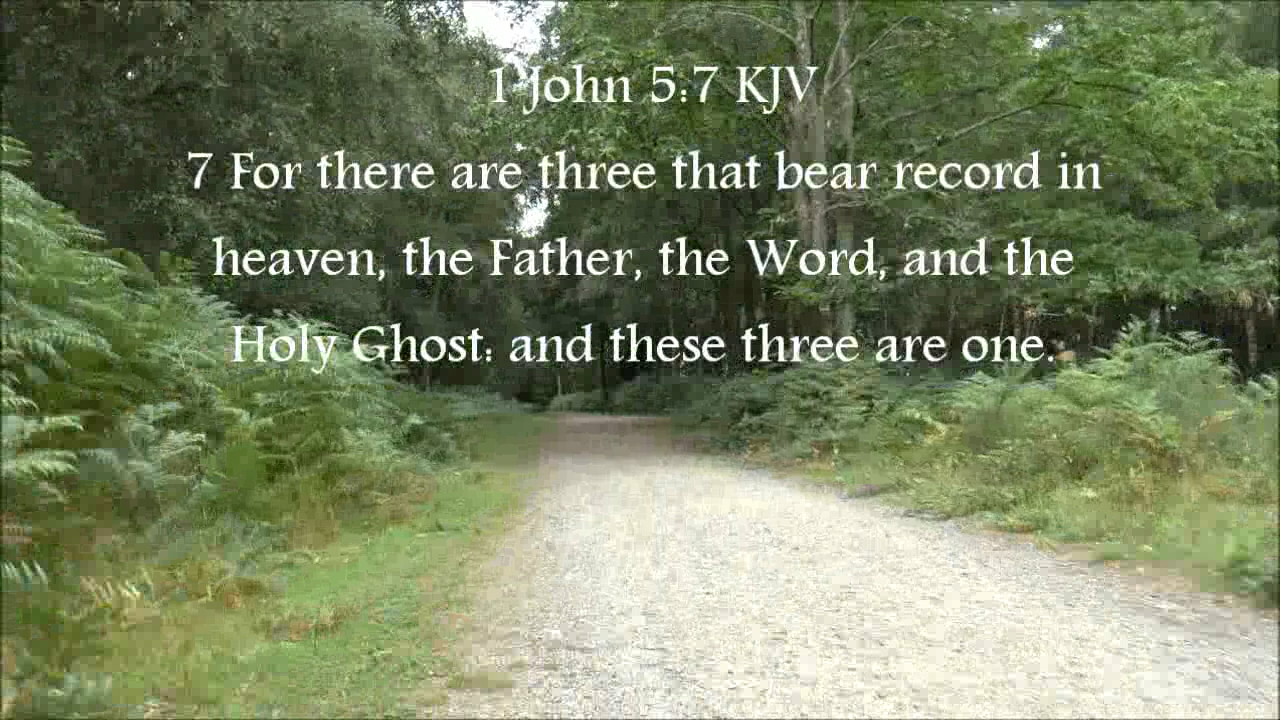 1 John 5:7 KJV
7 For there are three that bear record in
heaven, the Father, the Word, and the
Holy Ghost: and these three are one.